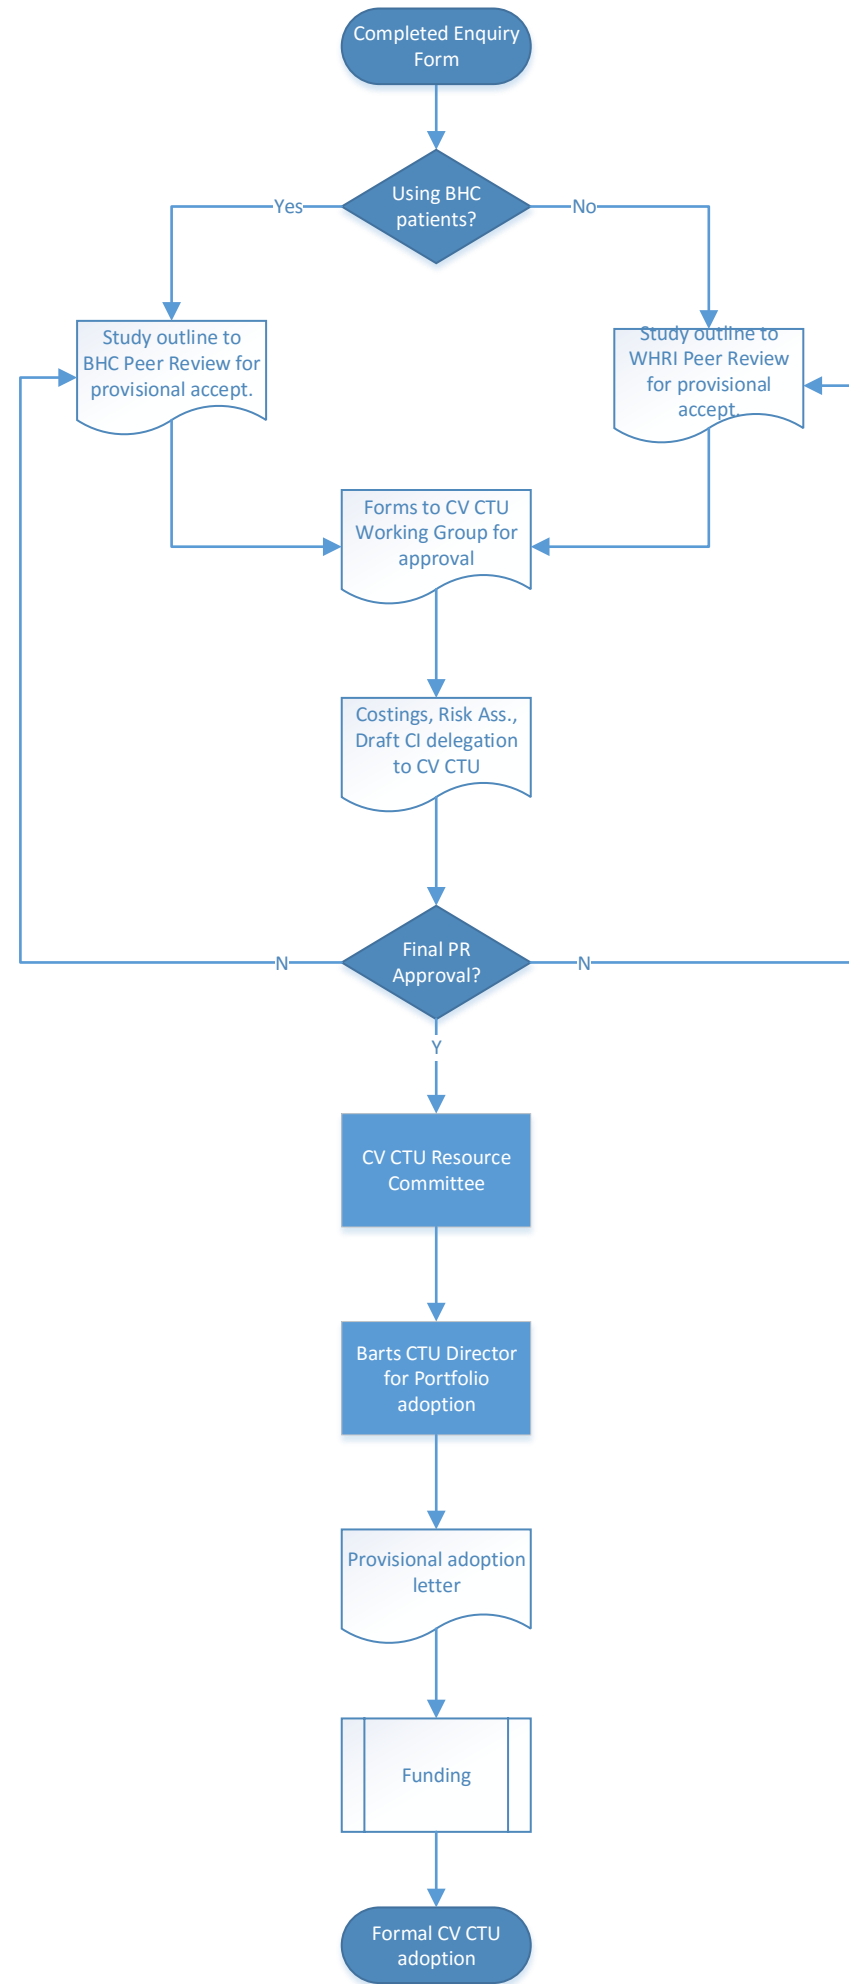 Completed Enquiry
Form
Using BHC
patients?
Yes
No
Study outline to
BHC Peer Review for
provisional accept.
Study outline to
WHRI Peer Review
for provisional
accept.
Forms to CV CTU
Working Group for
approval
Costings, Risk Ass.,
Draft CI delegation
to CV CTU
Final PR
Approval?
N
N
Y
CV CTU Resource
Committee
Barts CTU Director
for Portfolio
adoption
Provisional adoption
letter
Funding
Formal CV CTU
adoption